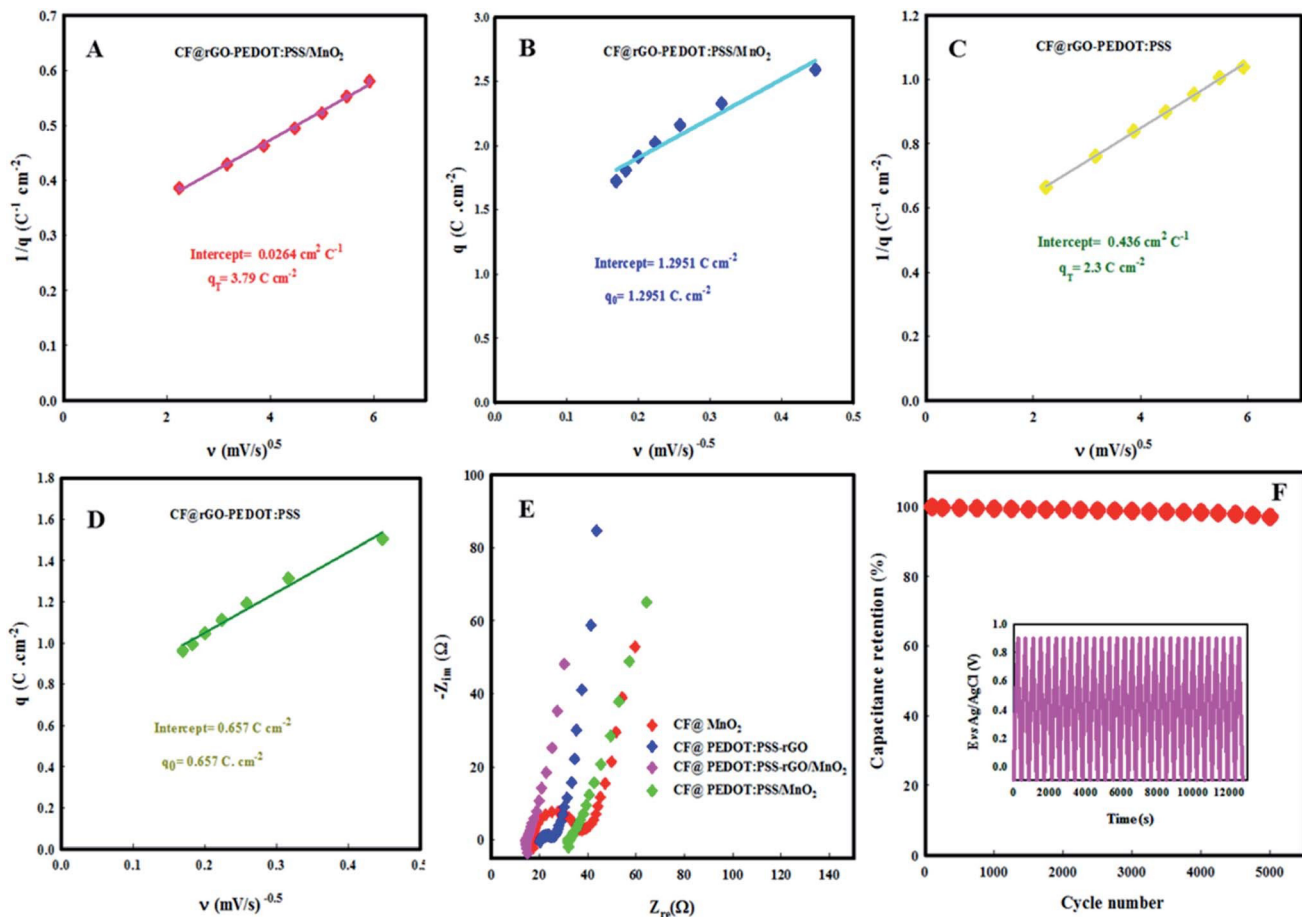 A
CF@rGO-PEDOT:PSS/MnO₂
0.7
0.6
0.5
0.4
0.3
0.2
0.1
0.0
1/q (C⁻¹ cm⁻²)
Intercept= 0.0264 cm² C⁻¹
q_T= 3.79 C cm⁻²
0 2 4 6
ν (mV/s)^0.5
B
CF@rGO-PEDOT:PSS/MnO₂
3.0
2.5
2.0
1.5
1.0
0.5
0.0
q (C .cm⁻²)
Intercept= 1.2951 C cm⁻²
q₀= 1.2951 C. cm⁻²
0.0 0.1 0.2 0.3 0.4 0.5
ν (mV/s)^-0.5
C
CF@rGO-PEDOT:PSS
1.2
1.0
0.8
0.6
0.4
0.2
0.0
1/q (C⁻¹ cm⁻²)
Intercept= 0.436 cm² C⁻¹
q_T= 2.3 C cm⁻²
0 2 4 6
ν (mV/s)^0.5
D
CF@rGO-PEDOT:PSS
1.8
1.6
1.4
1.2
1.0
0.8
0.6
0.4
0.2
0.0
q (C .cm⁻²)
Intercept= 0.657 C cm⁻²
q₀= 0.657 C. cm⁻²
0.0 0.2 0.4 0.5
ν (mV/s)^-0.5
E
100
80
60
40
20
0
-Z_im (Ω)
CF@ MnO₂
CF@ PEDOT:PSS-rGO
CF@ PEDOT:PSS-rGO/MnO₂
CF@ PEDOT:PSS/MnO₂
0 20 40 60 80 100 120 140
Z_re(Ω)
F
100
80
60
40
20
0
Capacitance retention (%)
1.0
0.8
0.6
0.4
0.2
0.0
E vs Ag/AgCl (V)
0 2000 4000 6000 8000 10000 12000
Time (s)
0 1000 2000 3000 4000 5000
Cycle number